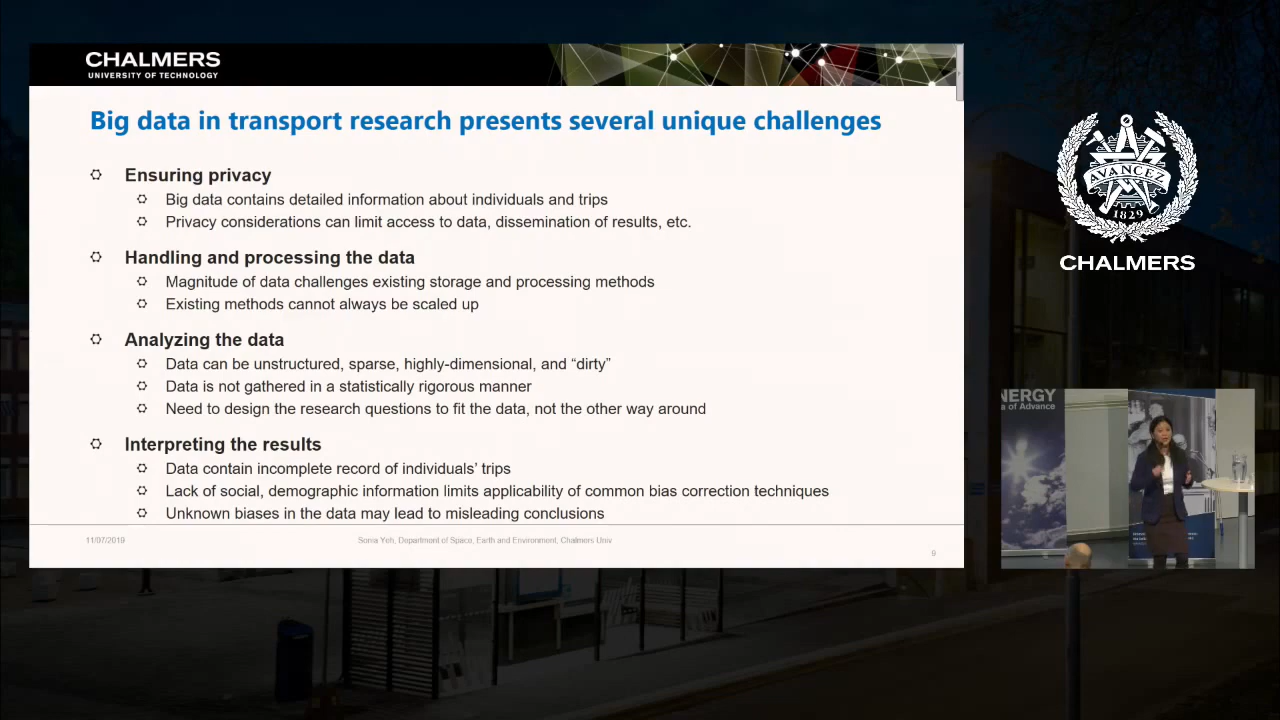 CHALMERS
UNIVERSITY OF TECHNOLOGY
Big data in transport research presents several unique challenges
Ensuring privacy
Big data contains detailed information about individuals and trips
Privacy considerations can limit access to data, dissemination of results, etc.
Handling and processing the data
Magnitude of data challenges existing storage and processing methods
Existing methods cannot always be scaled up
Analyzing the data
Data can be unstructured, sparse, highly-dimensional, and “dirty”
Data is not gathered in a statistically rigorous manner
Need to design the research questions to fit the data, not the other way around
Interpreting the results
Data contain incomplete record of individuals’ trips
Lack of social, demographic information limits applicability of common bias correction techniques
Unknown biases in the data may lead to misleading conclusions
11/07/2019
Sonia Yeh, Department of Space, Earth and Environment, Chalmers Univ
9
AVANCEZ
1829
CHALMERS
NERGY
a of Advance